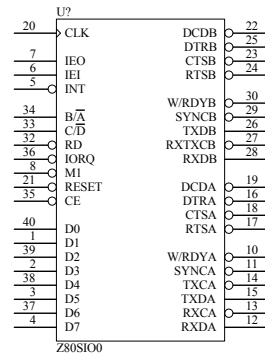 U?
20 CLK DCDB 22
DTRB 25
7 IEO CTSB 23
6 IEI RTSB 24
5 INT
W/RDYB 30
34 B/A SYNCB 29
33 C/D TXDB 26
32 RD RXTXCB 27
36 IORQ RXDB 28
8 M1
21 RESET DCDA 19
35 CE DTRA 16
CTSA 18
40 D0 RTSA 17
1 D1
39 D2 W/RDYA 10
2 D3 SYNCA 11
38 D4 TXCA 14
3 D5 TXDA 15
37 D6 RXCA 13
4 D7 RXDA 12
Z80SIO0